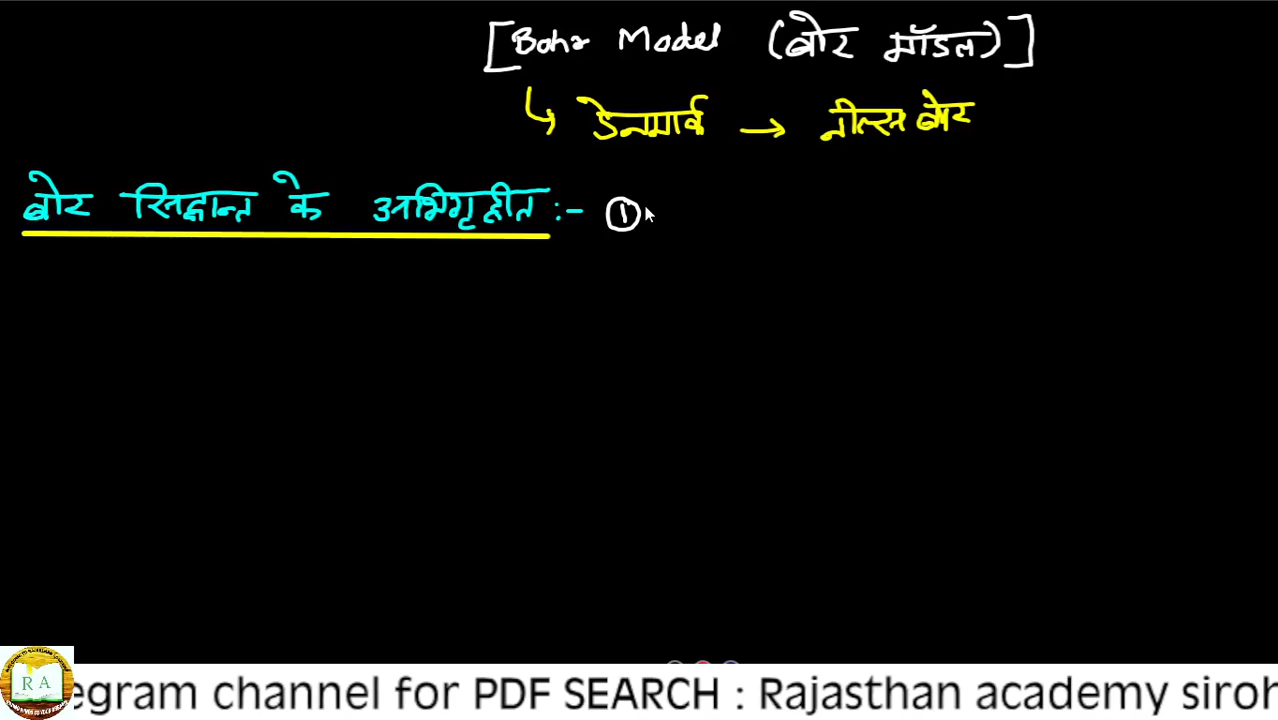 [Bohr Model (बोर मॉडल)]
↳ डेनमार्क → नील्स बोर
बोर सिद्धान्त के अभिगृहीत :- ①
R A
egram channel for PDF SEARCH : Rajasthan academy siroh